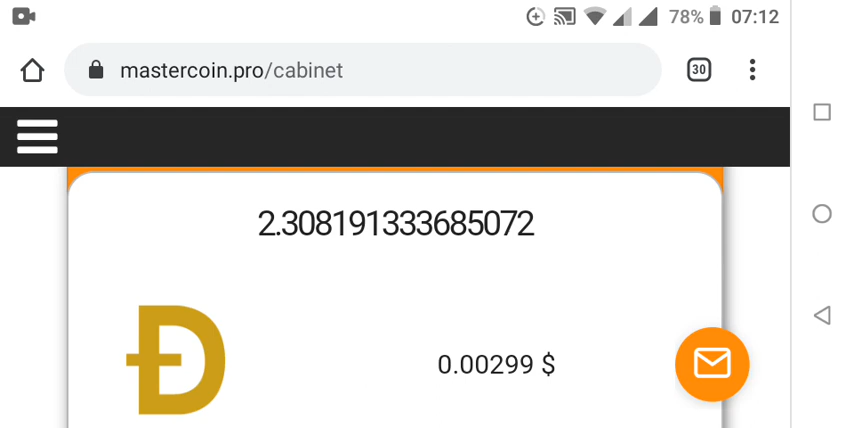 78% 07:12
mastercoin.pro/cabinet
30
2.308191333685072
0.00299 $